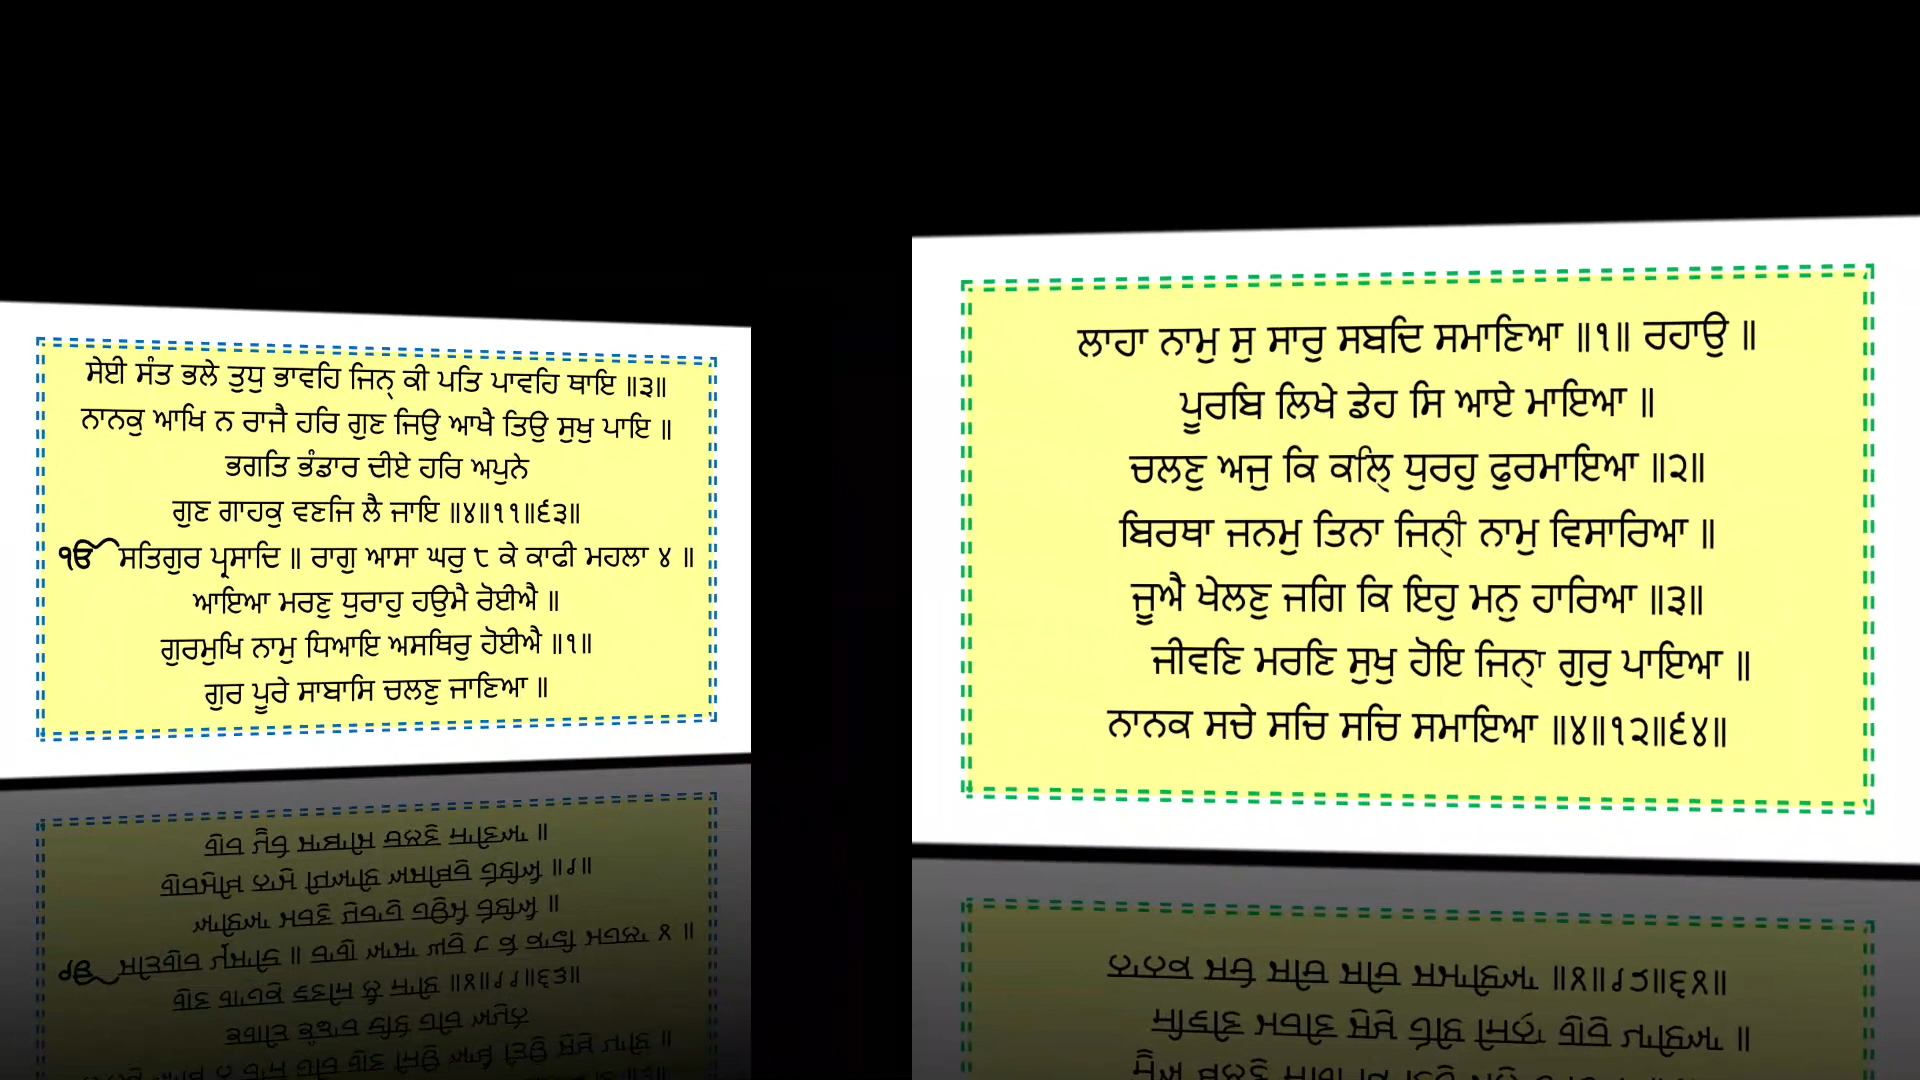 ਸੇਈ ਸੰਤ ਭਲੇ ਤੁਧੁ ਭਾਵਹਿ ਜਿਨ੍ ਕੀ ਪਤਿ ਪਾਵਹਿ ਥਾਇ ॥੩॥
ਨਾਨਕੁ ਆਖਿ ਨ ਰਾਜੈ ਹਰਿ ਗੁਣ ਜਿਉ ਆਖੈ ਤਿਉ ਸੁਖੁ ਪਾਇ ॥
ਭਗਤਿ ਭੰਡਾਰ ਦੀਏ ਹਰਿ ਅਪੁਨੇ
ਗੁਣ ਗਾਹਕੁ ਵਣਜਿ ਲੈ ਜਾਇ ॥੪॥੧੧॥੬੩॥
ੴ ਸਤਿਗੁਰ ਪ੍ਰਸਾਦਿ ॥ ਰਾਗੁ ਆਸਾ ਘਰੁ ੮ ਕੇ ਕਾਫੀ ਮਹਲਾ ੪ ॥
ਆਇਆ ਮਰਣੁ ਧੁਰਾਹੁ ਹਉਮੈ ਰੋਈਐ ॥
ਗੁਰਮੁਖਿ ਨਾਮੁ ਧਿਆਇ ਅਸਥਿਰੁ ਹੋਈਐ ॥੧॥
ਗੁਰ ਪੂਰੇ ਸਾਬਾਸਿ ਚਲਣੁ ਜਾਣਿਆ ॥
ਲਾਹਾ ਨਾਮੁ ਸੁ ਸਾਰੁ ਸਬਦਿ ਸਮਾਣਿਆ ॥੧॥ ਰਹਾਉ ॥
ਪੂਰਬਿ ਲਿਖੇ ਡੇਹ ਸਿ ਆਏ ਮਾਇਆ ॥
ਚਲਣੁ ਅਜੁ ਕਿ ਕਲਿ੍ ਧੁਰਹੁ ਫੁਰਮਾਇਆ ॥੨॥
ਬਿਰਥਾ ਜਨਮੁ ਤਿਨਾ ਜਿਨ੍ੀ ਨਾਮੁ ਵਿਸਾਰਿਆ ॥
ਜੂਐ ਖੇਲਣੁ ਜਗਿ ਕਿ ਇਹੁ ਮਨੁ ਹਾਰਿਆ ॥੩॥
ਜੀਵਣਿ ਮਰਣਿ ਸੁਖੁ ਹੋਇ ਜਿਨ੍ਾ ਗੁਰੁ ਪਾਇਆ ॥
ਨਾਨਕ ਸਚੇ ਸਚਿ ਸਚਿ ਸਮਾਇਆ ॥੪॥੧੨॥੬੪॥